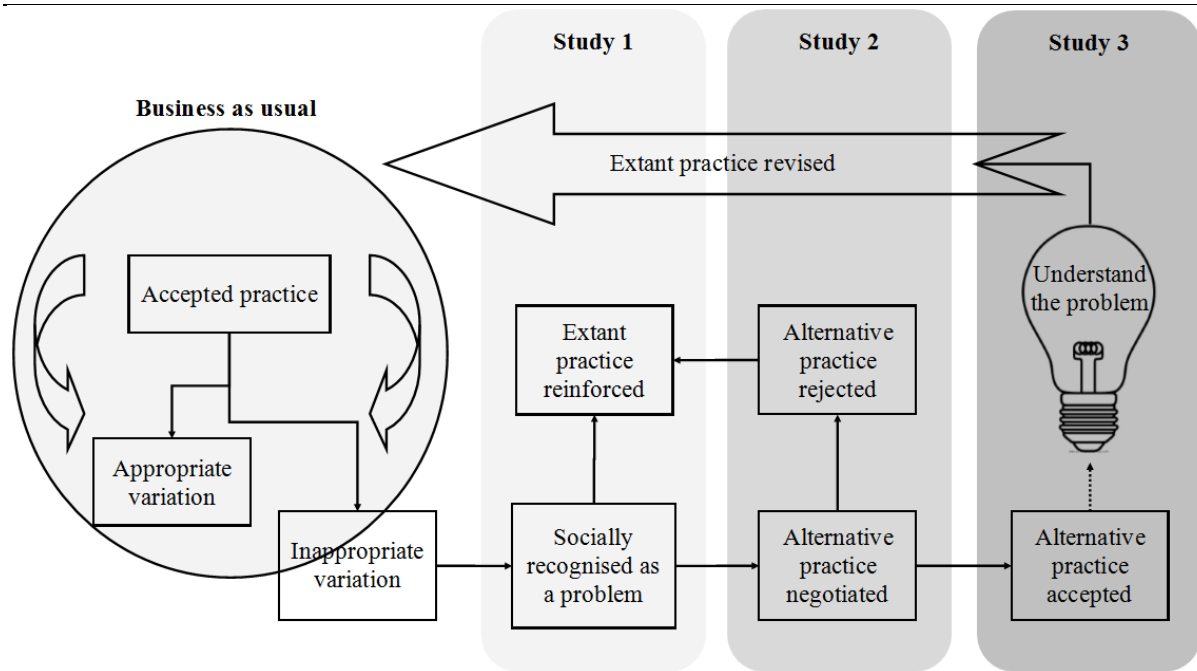 Study 1
Study 2
Study 3
Business as usual
Extant practice revised
Accepted practice
Understand
the problem
Extant
practice
reinforced
Alternative
practice
rejected
Appropriate
variation
Inappropriate
variation
Socially
recognised as
a problem
Alternative
practice
negotiated
Alternative
practice
accepted